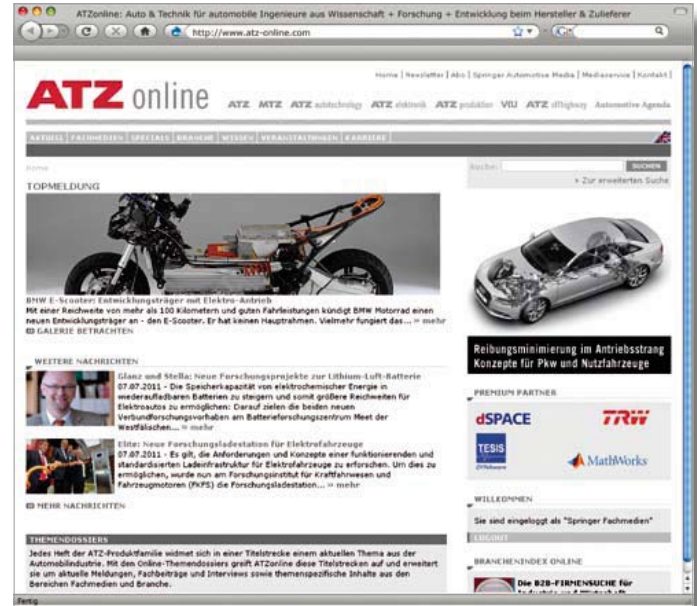 ATZonline: Auto & Technik für automobile Ingenieure aus Wissenschaft + Forschung + Entwicklung beim Hersteller & Zulieferer
http://www.atz-online.com
Home | Newsletter | Abo | Springer Automotive Media | Mediaservice | Kontakt |
ATZ online
ATZ MTZ ATZ autotechnology ATZ elektronik ATZ produktion VKU ATZ offhighway Automotive Agenda
AKTUELL | FACHMEDIEN | SPECIALS | BRANCHE | WISSEN | VERANSTALTUNGEN | KARRIERE
home
Suche: SUCHEN
» Zur erweiterten Suche
TOPMELDUNG
BMW E-Scooter: Entwicklungsträger mit Elektro-Antrieb
Mit einer Reichweite von mehr als 100 Kilometern und guten Fahrleistungen kündigt BMW Motorrad einen
neuen Entwicklungsträger an - den E-Scooter. Er hat keinen Hauptrahmen. Vielmehr fungiert das... » mehr
GALERIE BETRACHTEN
WEITERE NACHRICHTEN
Glanz und Stella: Neue Forschungsprojekte zur Lithium-Luft-Batterie
07.07.2011 - Die Speicherkapazität von elektrochemischer Energie in
wiederaufladbaren Batterien zu steigern und somit größere Reichweiten für
Elektroautos zu ermöglichen: Darauf zielen die beiden neuen
Verbundforschungsvorhaben am Batterieforschungszentrum Meet der
Westfälischen... » mehr
Elite: Neue Forschungsladestation für Elektrofahrzeuge
07.07.2011 - Es gilt, die Anforderungen und Konzepte einer funktionierenden und
standardisierten Ladeinfrastruktur für Elektrofahrzeuge zu erforschen. Um dies zu
ermöglichen, wurde nun am Forschungsinstitut für Kraftfahrwesen und
Fahrzeugmotoren (FKFS) die Forschungsladestation... » mehr
MEHR NACHRICHTEN
THEMENDOSSIERS
Jedes Heft der ATZ-Produktfamilie widmet sich in einer Titelstrecke einem aktuellen Thema aus der
Automobilindustrie. Mit den Online-Themendossiers greift ATZonline diese Titelstrecken auf und erweitert
sie um aktuelle Meldungen, Fachbeiträge und Interviews sowie themenspezifische Inhalte aus den
Bereichen Fachmedien und Branche.
Reibungsminimierung im Antriebsstrang
Konzepte für Pkw und Nutzfahrzeuge
PREMIUM PARTNER
dSPACE
TRW
TESIS
DYNAware
MathWorks
WILLKOMMEN
Sie sind eingeloggt als "Springer Fachmedien"
LOGOUT
BRANCHENINDEX ONLINE
Die B2B-FIRMENSUCHE für
Industrie und Wirtschaft
Fertig